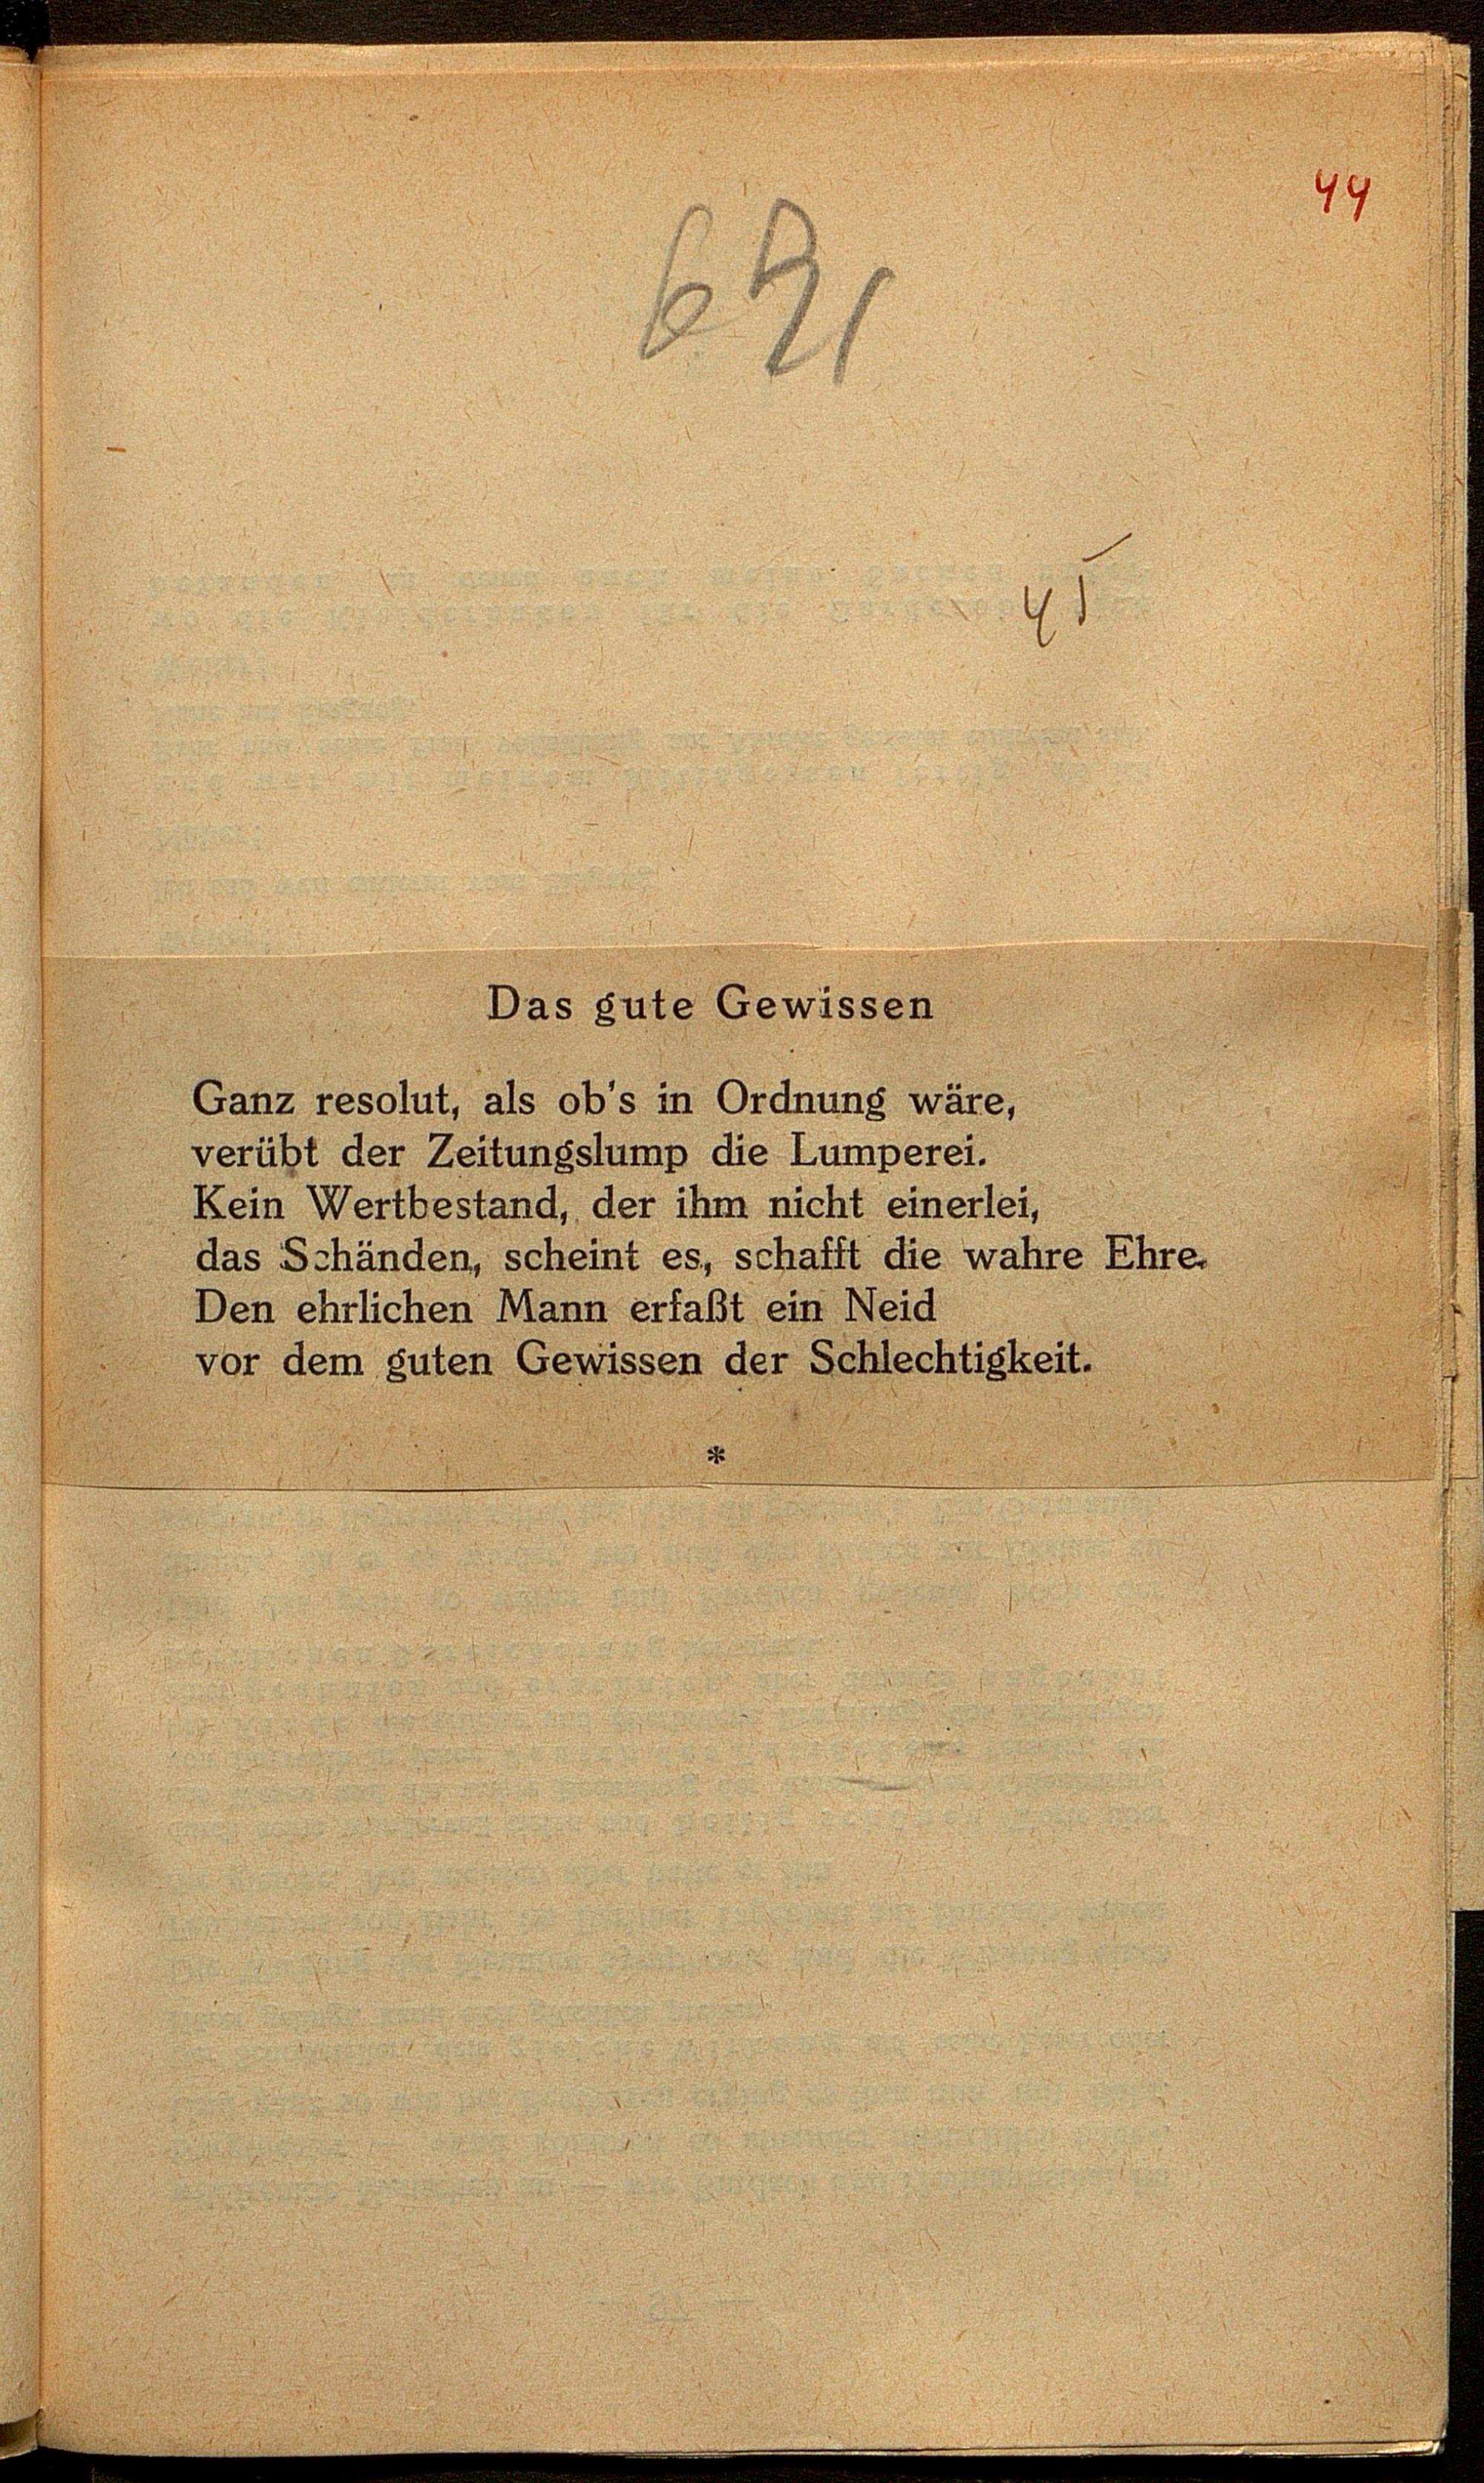 44
45
Das gute Gewissen
Ganz resolut, als ob's in Ordnung wäre,
verübt der Zeitungslump die Lumperei.
Kein Wertbestand, der ihm nicht einerlei,
das Schänden, scheint es, schafft die wahre Ehre.
Den ehrlichen Mann erfaßt ein Neid
vor dem guten Gewissen der Schlechtigkeit.
*